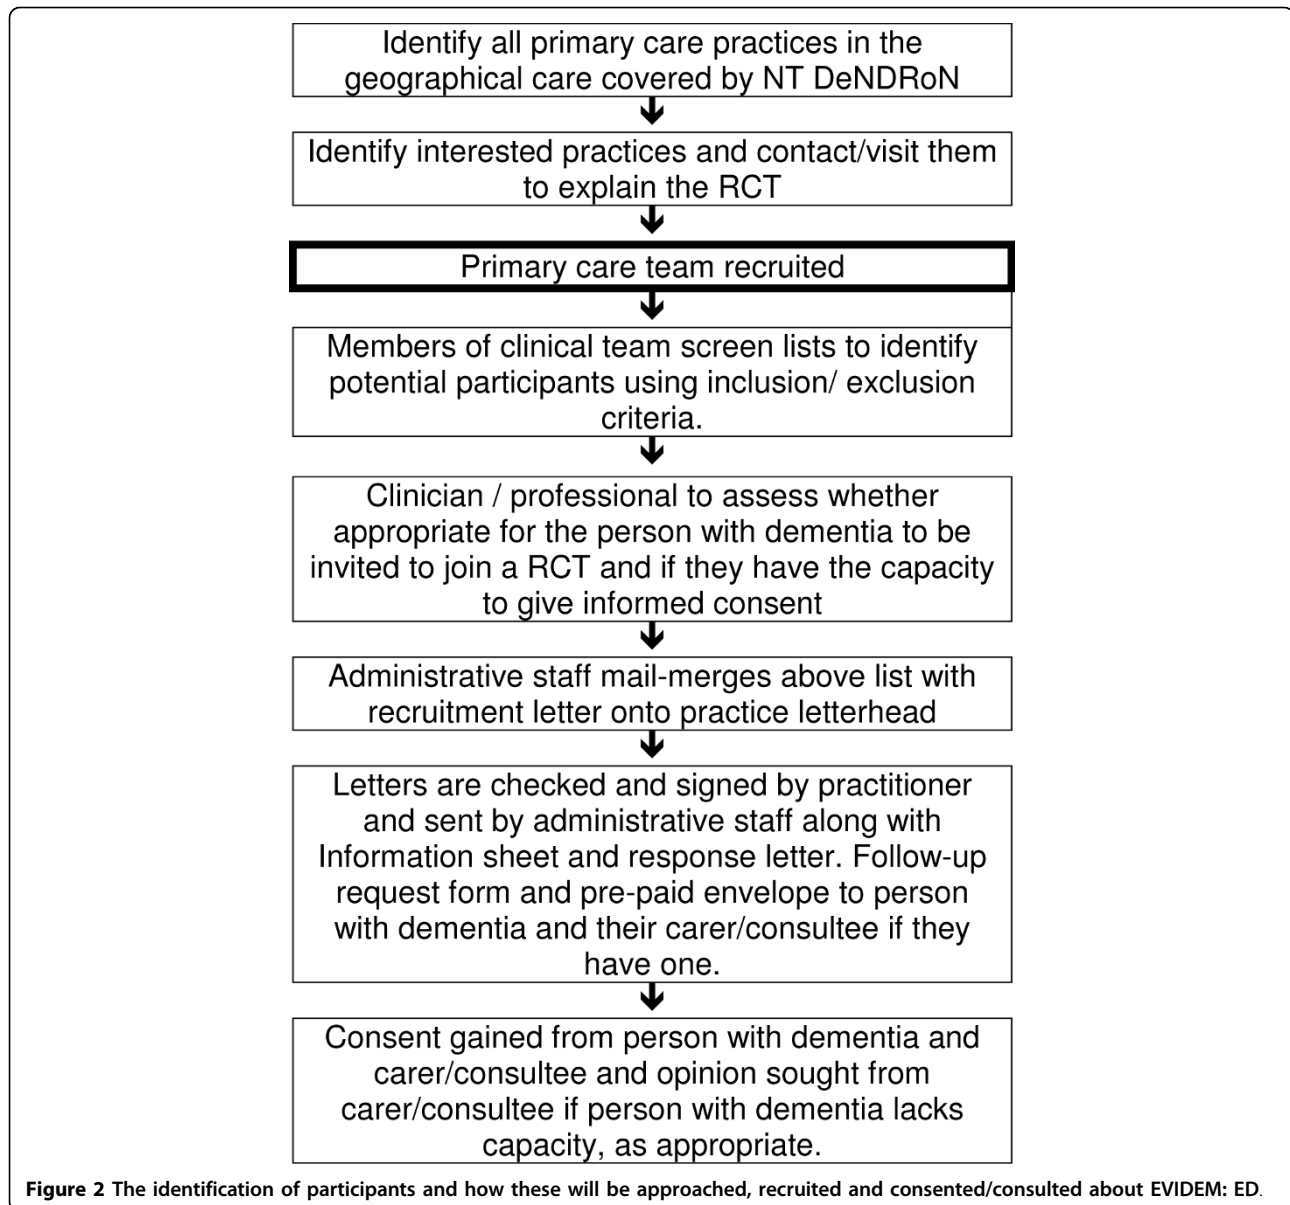 Identify all primary care practices in the
geographical care covered by NT DeNDRoN
Identify interested practices and contact/visit them
to explain the RCT
Primary care team recruited
Members of clinical team screen lists to identify
potential participants using inclusion/ exclusion
criteria.
Clinician / professional to assess whether
appropriate for the person with dementia to be
invited to join a RCT and if they have the capacity
to give informed consent
Administrative staff mail-merges above list with
recruitment letter onto practice letterhead
Letters are checked and signed by practitioner
and sent by administrative staff along with
Information sheet and response letter. Follow-up
request form and pre-paid envelope to person
with dementia and their carer/consultee if they
have one.
Consent gained from person with dementia and
carer/consultee and opinion sought from
carer/consultee if person with dementia lacks
capacity, as appropriate.
Figure 2 The identification of participants and how these will be approached, recruited and consented/consulted about EVIDEM: ED.